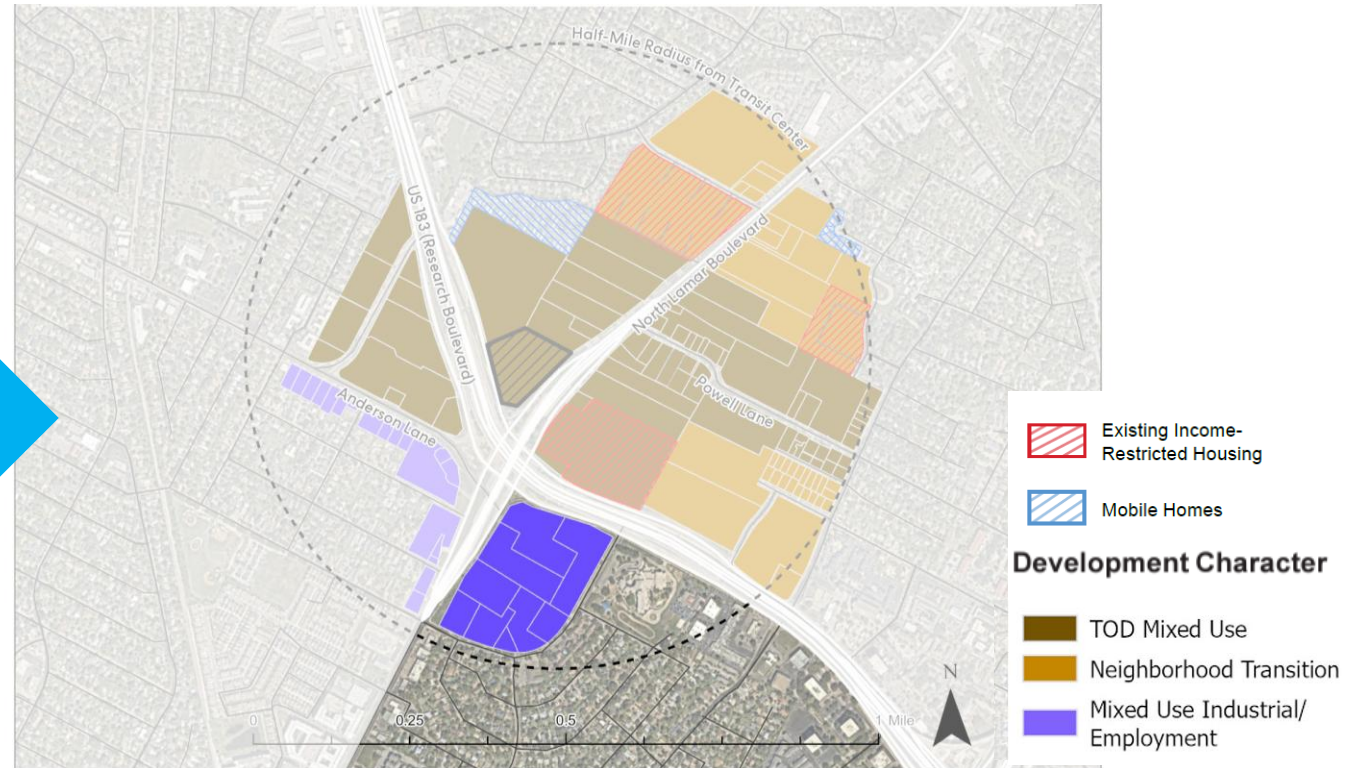 Half-Mile Radius from Transit Center
US 183 (Research Boulevard)
North Lamar Boulevard
Powell Lane
Anderson Lane
Existing Income-
Restricted Housing
Mobile Homes
Development Character
TOD Mixed Use
Neighborhood Transition
Mixed Use Industrial/
Employment
N
0
0.25
0.5
1 Mile